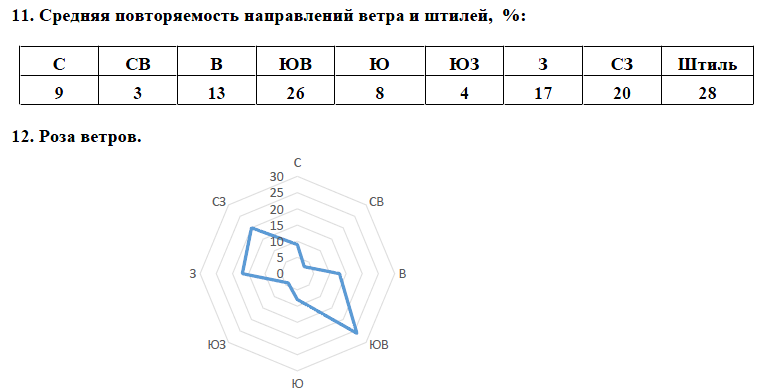 11. Средняя повторяемость направлений ветра и штилей, %:
С СВ В ЮВ Ю ЮЗ З СЗ Штиль
9 3 13 26 8 4 17 20 28
12. Роза ветров.
С
30
СЗ 25 СВ
20
15
10
5
З 0 В
ЮЗ ЮВ
Ю